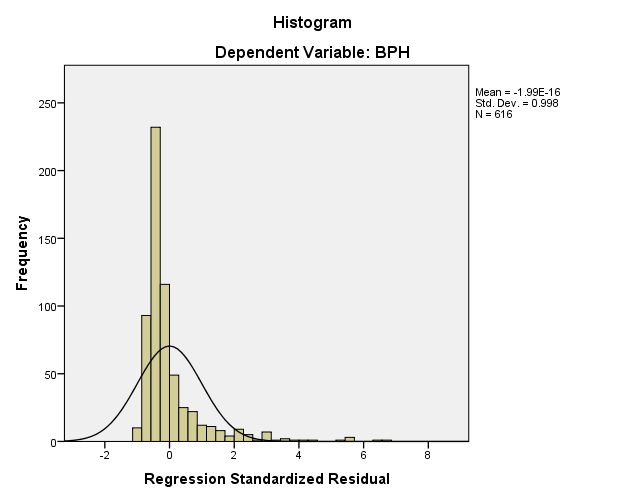 Histogram
Dependent Variable: BPH
Mean = -1.99E-16
Std. Dev. = 0.998
N = 616
Frequency
250
200
150
100
50
0
-2 0 2 4 6 8
Regression Standardized Residual